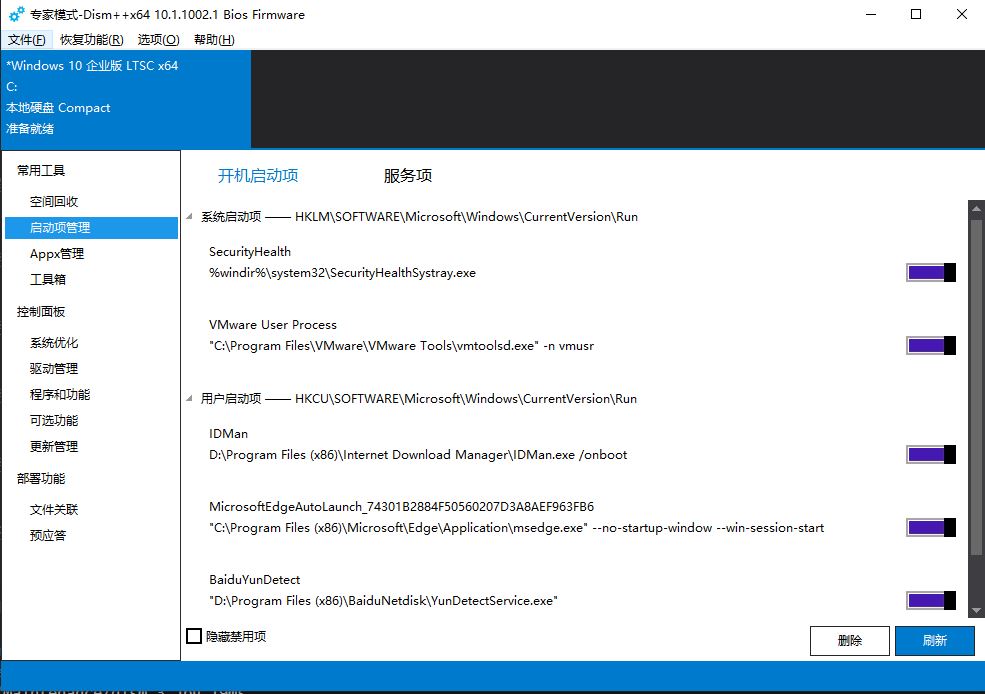 专家模式-Dism++x64 10.1.1002.1 Bios Firmware
文件(F) 恢复功能(R) 选项(O) 帮助(H)
*Windows 10 企业版 LTSC x64
C:
本地硬盘 Compact
准备就绪
常用工具
空间回收
启动项管理
Appx管理
工具箱
控制面板
系统优化
驱动管理
程序和功能
可选功能
更新管理
部署功能
文件关联
预应答
开机启动项 服务项
系统启动项 —— HKLM\SOFTWARE\Microsoft\Windows\CurrentVersion\Run
SecurityHealth
%windir%\system32\SecurityHealthSystray.exe
VMware User Process
"C:\Program Files\VMware\VMware Tools\vmtoolsd.exe" -n vmusr
用户启动项 —— HKCU\SOFTWARE\Microsoft\Windows\CurrentVersion\Run
IDMan
D:\Program Files (x86)\Internet Download Manager\IDMan.exe /onboot
MicrosoftEdgeAutoLaunch_74301B2884F50560207D3A8AEF963FB6
"C:\Program Files (x86)\Microsoft\Edge\Application\msedge.exe" --no-startup-window --win-session-start
BaiduYunDetect
"D:\Program Files (x86)\BaiduNetdisk\YunDetectService.exe"
隐藏禁用项
删除 刷新